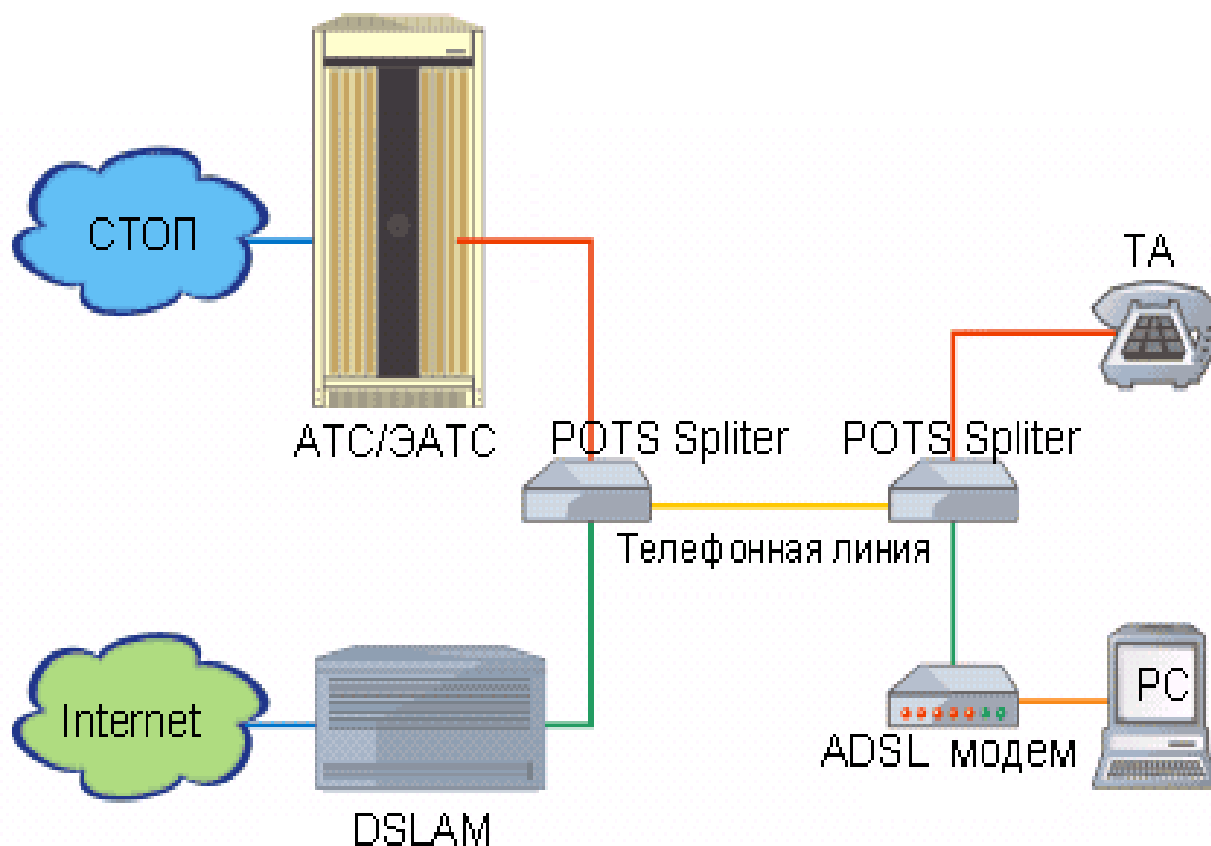 СТОП
ТА
АТС/ЭАТС
POTS Spliter
POTS Spliter
Телефонная линия
Internet
PC
ADSL модем
DSLAM